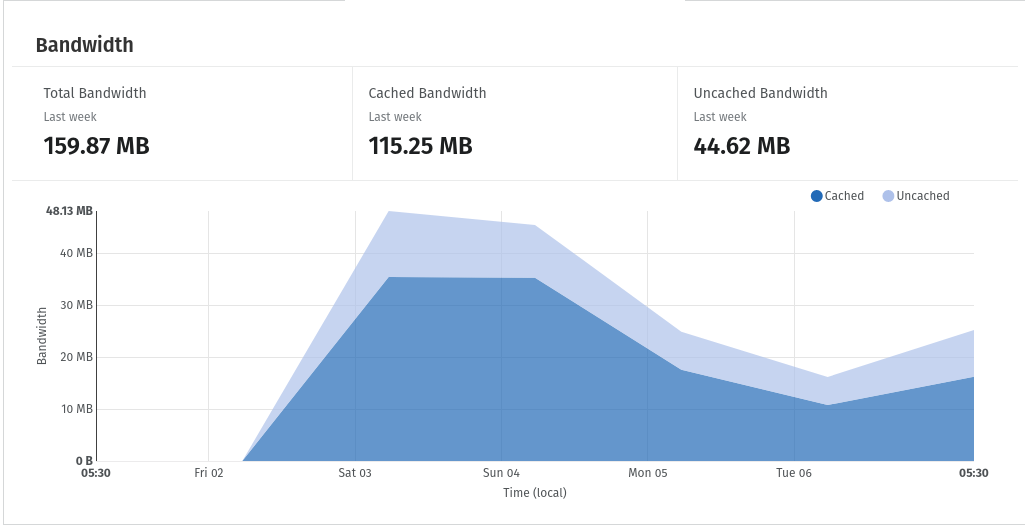 Bandwidth
Total Bandwidth
Last week
159.87 MB
Cached Bandwidth
Last week
115.25 MB
Uncached Bandwidth
Last week
44.62 MB
Cached
Uncached
48.13 MB
40 MB
30 MB
20 MB
10 MB
0 B
Bandwidth
05:30
Fri 02
Sat 03
Sun 04
Mon 05
Tue 06
05:30
Time (local)